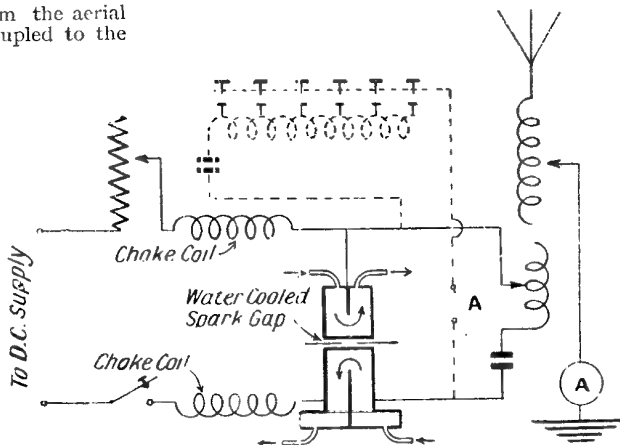 m the aerial
upled to the
Choke Coil
Water Cooled
Spark Gap
A
To D.C. Supply
Choke Coil
A